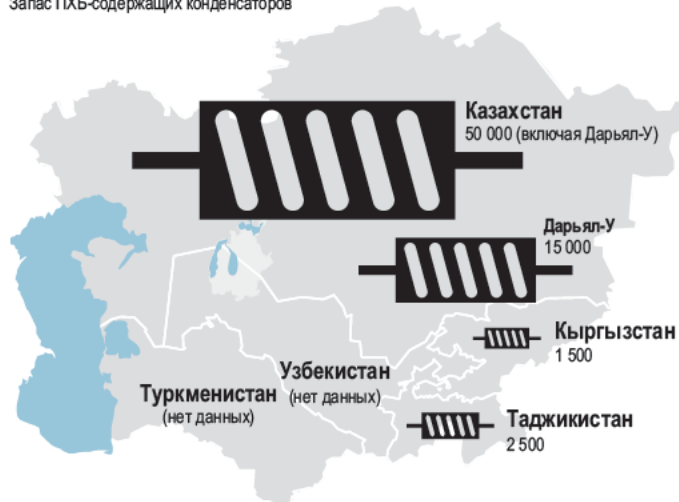 Запас ПХБ-содержащих конденсаторов
Казахстан
50 000 (включая Дарьял-У)
Дарьял-У
15 000
Кыргызстан
1 500
Узбекистан
(нет данных)
Туркменистан
(нет данных)
Таджикистан
2 500